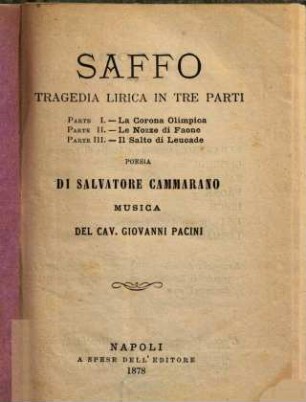 SAFFO
TRAGEDIA LIRICA IN TRE PARTI
PARTE I. — La Corona Olimpica
PARTE II. — Le Nozze di Faone
PARTE III. — Il Salto di Leucade
POESIA
DI SALVATORE CAMMARANO
MUSICA
DEL CAV. GIOVANNI PACINI
NAPOLI
A SPESE DELL'EDITORE
1878